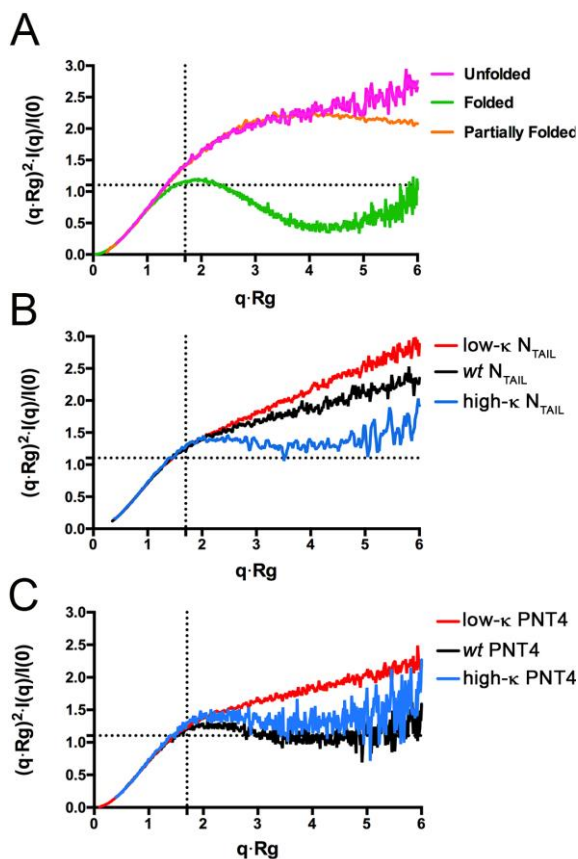 A
(q·Rg)²·I(q)/I(0)
3.0
2.5
2.0
1.5
1.0
0.5
0.0
0 1 2 3 4 5 6
q·Rg
Unfolded
Folded
Partially Folded
B
(q·Rg)²·I(q)/I(0)
3.0
2.5
2.0
1.5
1.0
0.5
0.0
0 1 2 3 4 5 6
q·Rg
low-κ N_TAIL
wt N_TAIL
high-κ N_TAIL
C
(q·Rg)²·I(q)/I(0)
3.0
2.5
2.0
1.5
1.0
0.5
0.0
0 1 2 3 4 5 6
q·Rg
low-κ PNT4
wt PNT4
high-κ PNT4